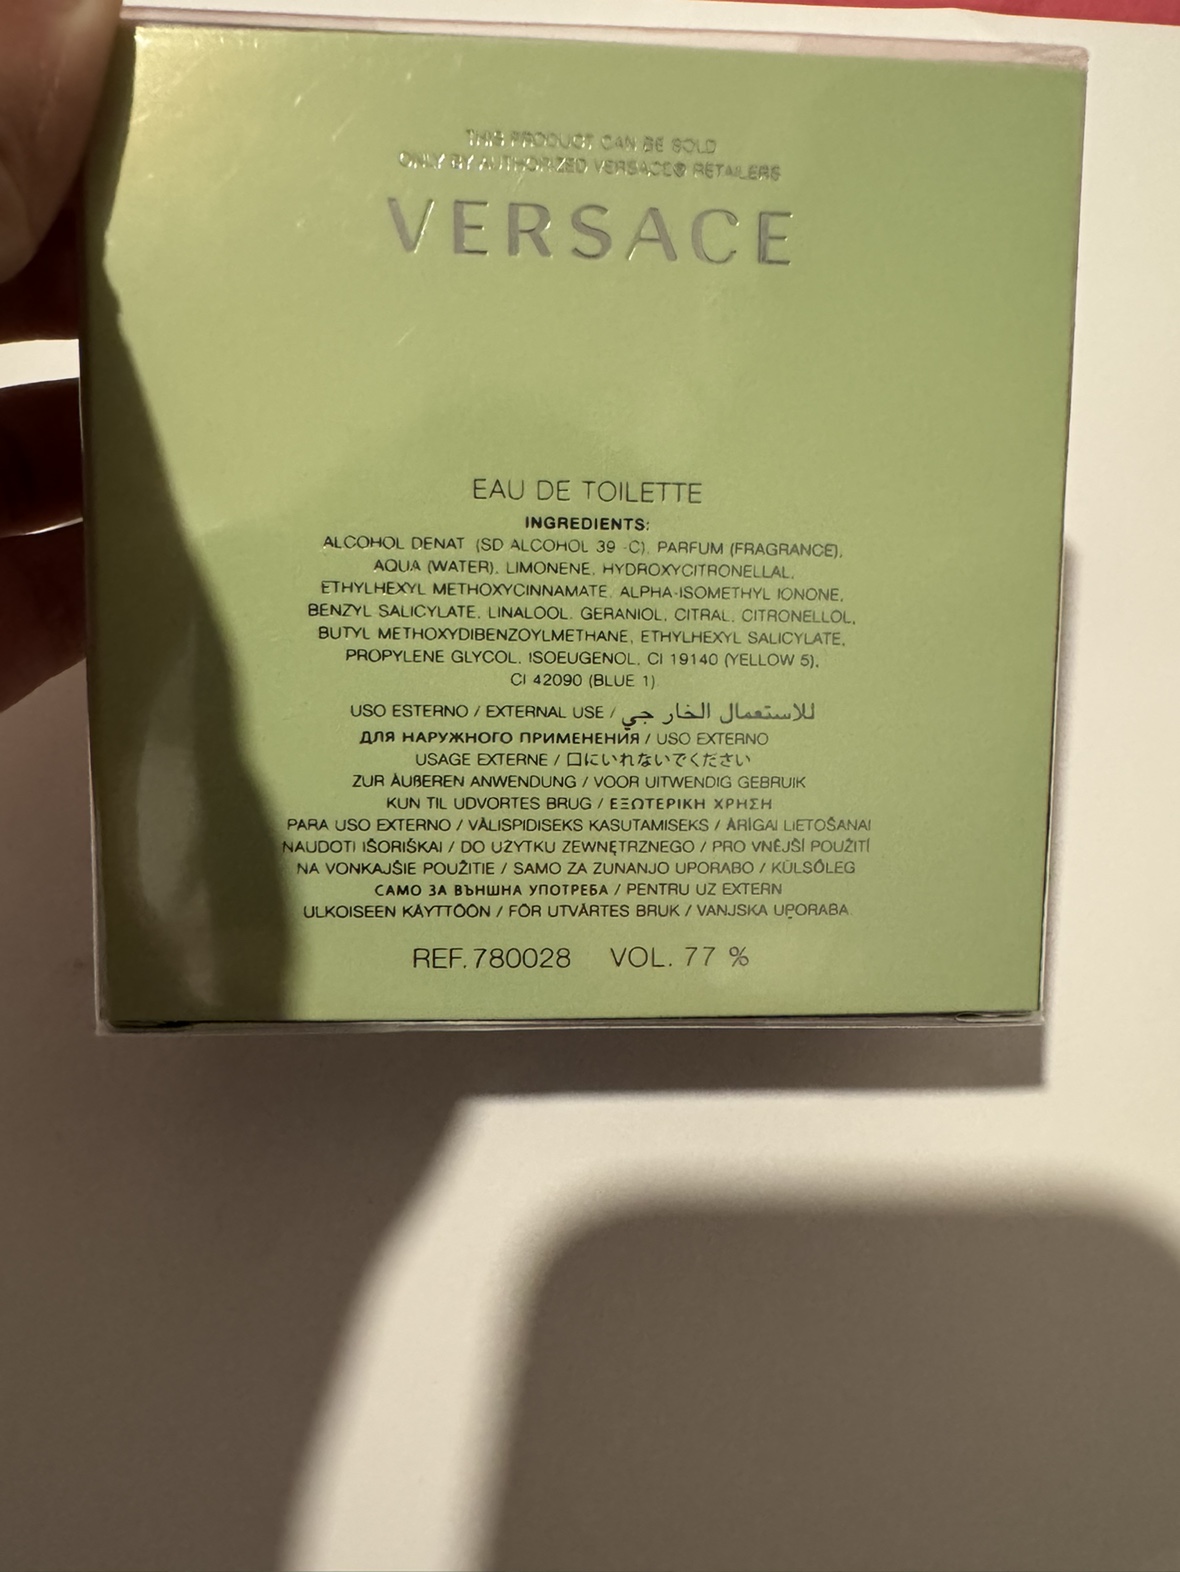 THIS PRODUCT CAN BE SOLD
ONLY BY AUTHORIZED VERSACE® RETAILERS
VERSACE
EAU DE TOILETTE
INGREDIENTS:
ALCOHOL DENAT (SD ALCOHOL 39 -C), PARFUM (FRAGRANCE),
AQUA (WATER), LIMONENE, HYDROXYCITRONELLAL,
ETHYLHEXYL METHOXYCINNAMATE, ALPHA-ISOMETHYL IONONE,
BENZYL SALICYLATE, LINALOOL, GERANIOL, CITRAL, CITRONELLOL,
BUTYL METHOXYDIBENZOYLMETHANE, ETHYLHEXYL SALICYLATE,
PROPYLENE GLYCOL, ISOEUGENOL, CI 19140 (YELLOW 5),
CI 42090 (BLUE 1)
USO ESTERNO / EXTERNAL USE / للاستعمال الخار جي
ДЛЯ НАРУЖНОГО ПРИМЕНЕНИЯ / USO EXTERNO
USAGE EXTERNE / 口にいれないでください
ZUR ÄUßEREN ANWENDUNG / VOOR UITWENDIG GEBRUIK
KUN TIL UDVORTES BRUG / ΕΞΩΤΕΡΙΚΗ ΧΡΗΣΗ
PARA USO EXTERNO / VÄLISPIDISEKS KASUTAMISEKS / ĀRĪGAI LIETOŠANAI
NAUDOTI IŠORIŠKAI / DO UŻYTKU ZEWNĘTRZNEGO / PRO VNĚJŠÍ POUŽITÍ
NA VONKAJŠIE POUŽITIE / SAMO ZA ZUNANJO UPORABO / KÜLSŐLEG
САМО ЗА ВЪНШНА УПОТРЕБА / PENTRU UZ EXTERN
ULKOISEEN KÄYTTÖÖN / FÖR UTVÄRTES BRUK / VANJSKA UPORABA
REF. 780028 VOL. 77 %